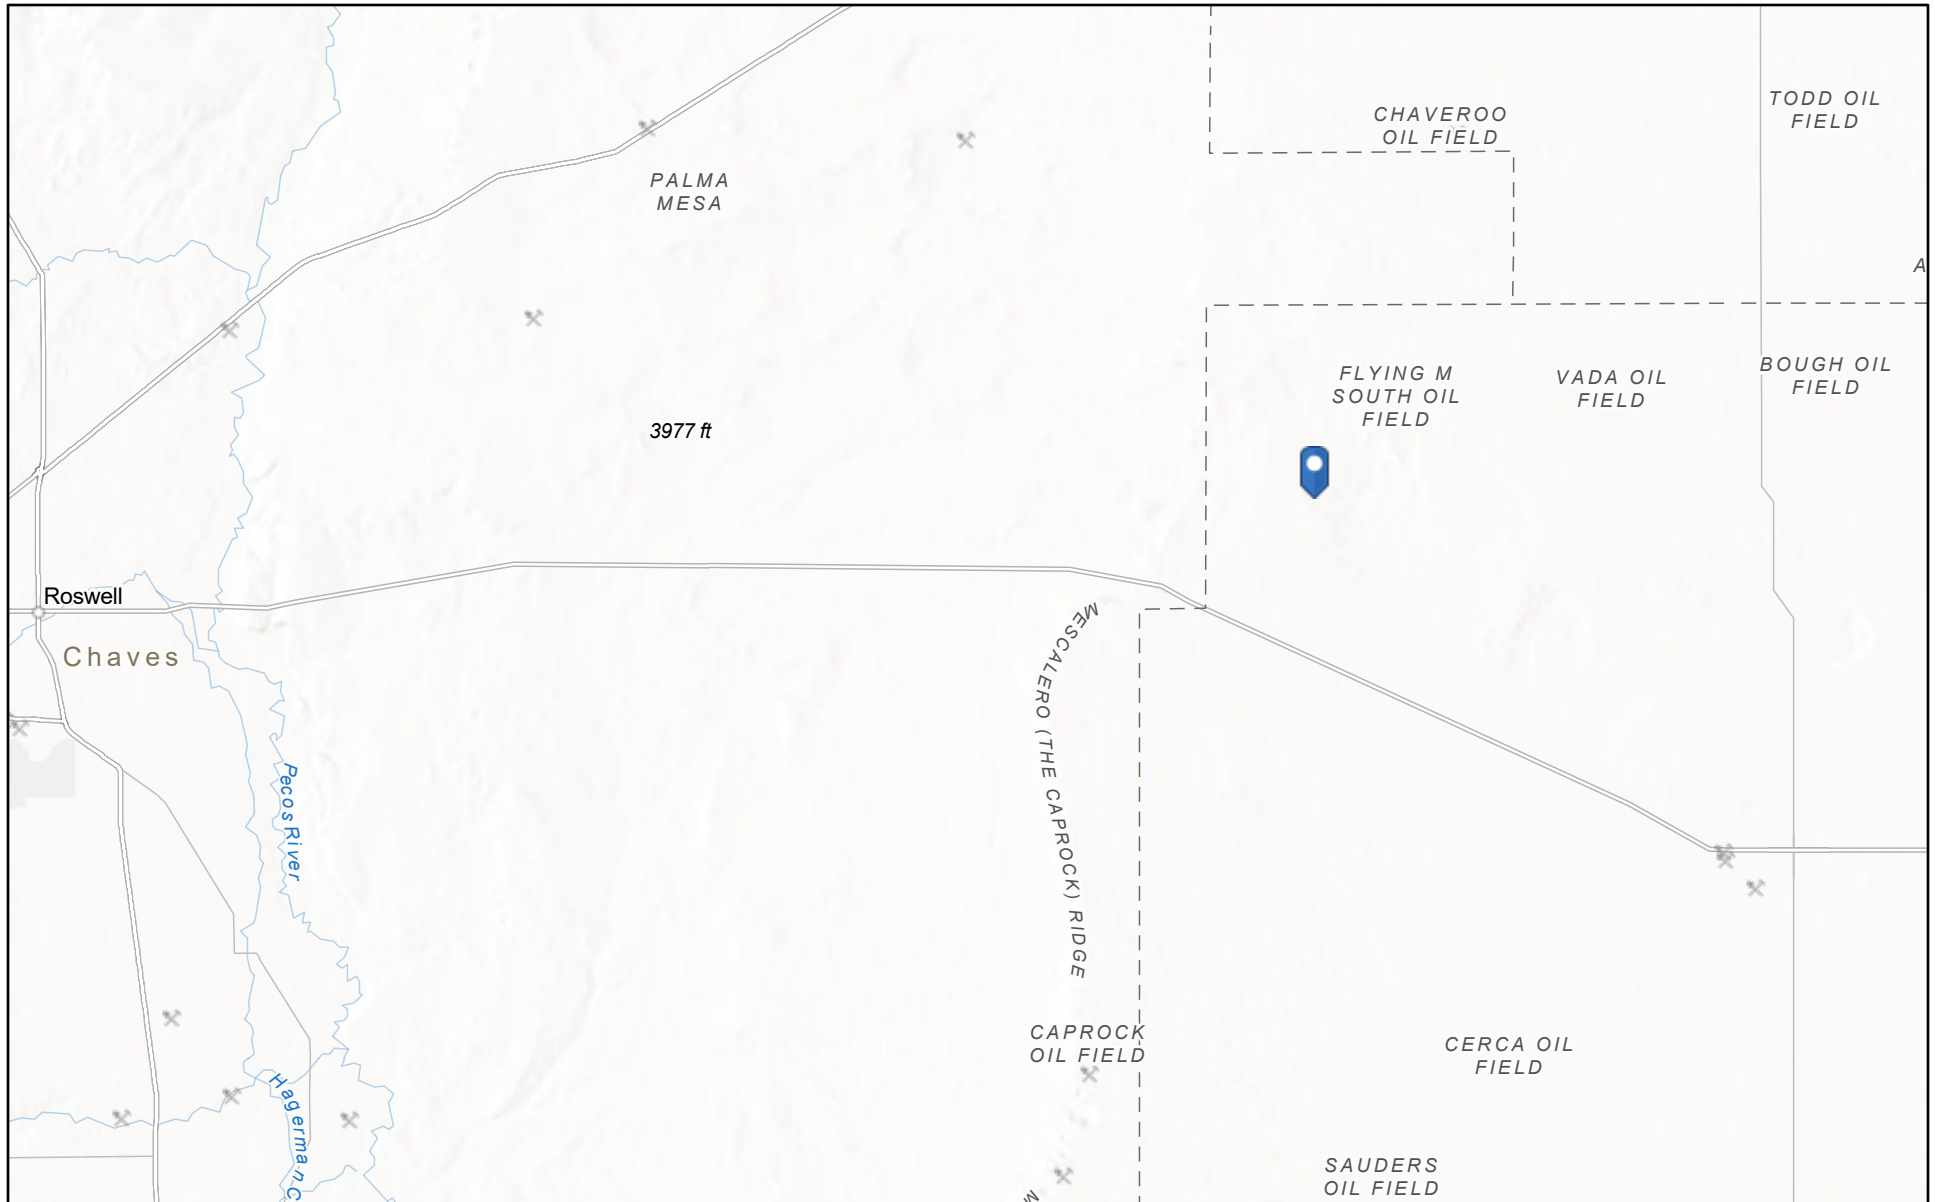 TODD OIL
FIELD
CHAVEROO
OIL FIELD
PALMA
MESA
A
FLYING M
SOUTH OIL
FIELD
VADA OIL
FIELD
BOUGH OIL
FIELD
3977 ft
Roswell
Chaves
MESCALERO (THE CAPROCK) RIDGE
Pecos River
CAPROCK
OIL FIELD
CERCA OIL
FIELD
Hagerman C
SAUDERS
OIL FIELD
M